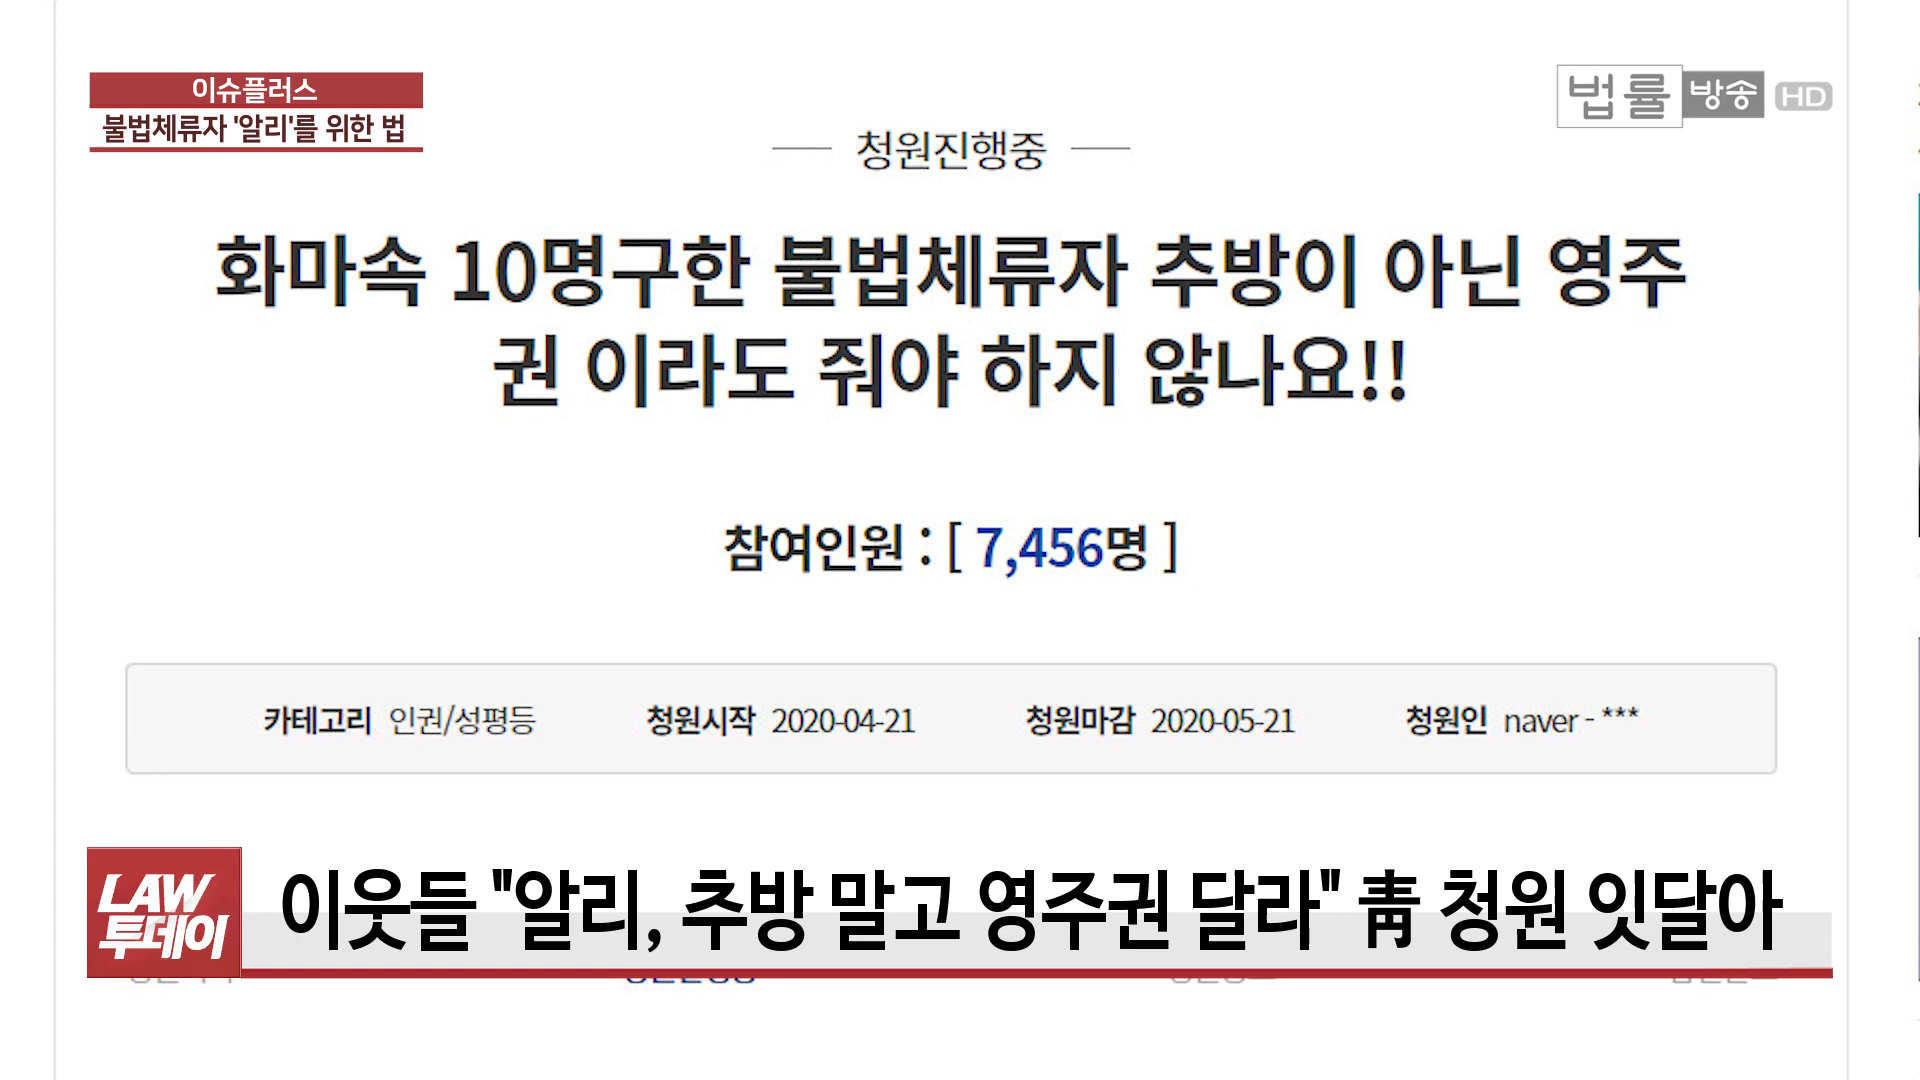 이슈플러스
불법체류자 '알리'를 위한 법
법률방송 HD
청원진행중
화마속 10명구한 불법체류자 추방이 아닌 영주
권 이라도 줘야 하지 않나요!!
참여인원 : [ 7,456명 ]
카테고리 인권/성평등 청원시작 2020-04-21 청원마감 2020-05-21 청원인 naver - ***
LAW
투데이
이웃들 "알리, 추방 말고 영주권 달라" 靑 청원 잇달아